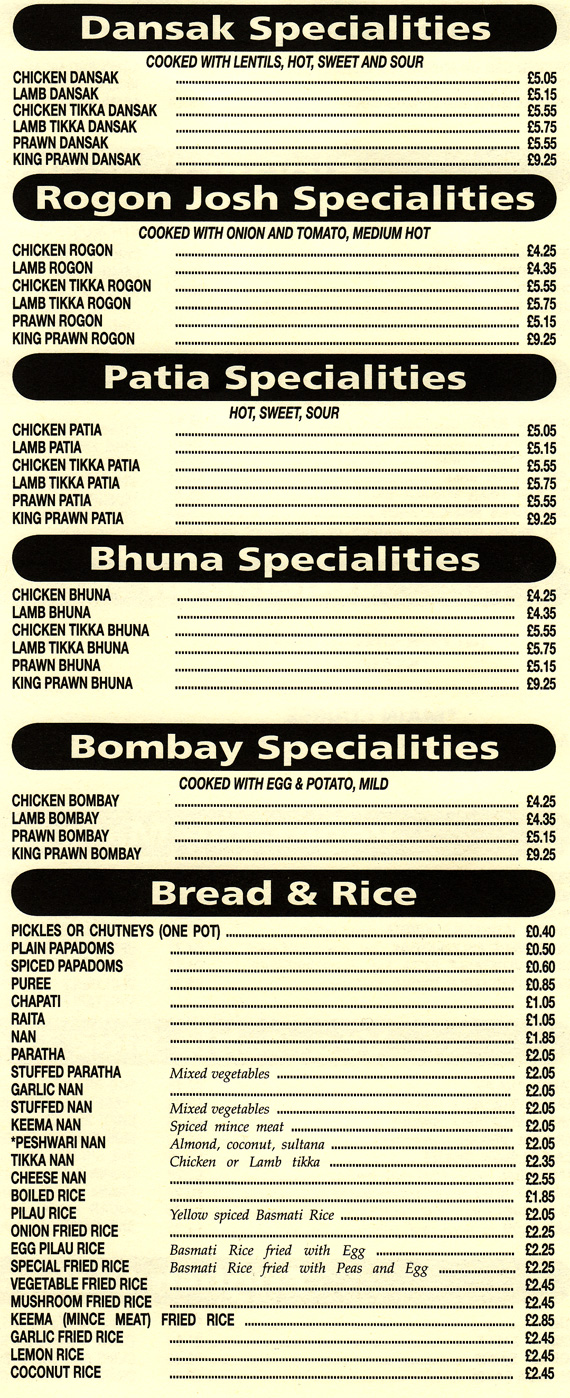 Dansak Specialities
COOKED WITH LENTILS, HOT, SWEET AND SOUR
CHICKEN DANSAK ........ £5.05
LAMB DANSAK ........ £5.15
CHICKEN TIKKA DANSAK ........ £5.55
LAMB TIKKA DANSAK ........ £5.75
PRAWN DANSAK ........ £5.55
KING PRAWN DANSAK ........ £9.25
Rogon Josh Specialities
COOKED WITH ONION AND TOMATO, MEDIUM HOT
CHICKEN ROGON ........ £4.25
LAMB ROGON ........ £4.35
CHICKEN TIKKA ROGON ........ £5.55
LAMB TIKKA ROGON ........ £5.75
PRAWN ROGON ........ £5.15
KING PRAWN ROGON ........ £9.25
Patia Specialities
HOT, SWEET, SOUR
CHICKEN PATIA ........ £5.05
LAMB PATIA ........ £5.15
CHICKEN TIKKA PATIA ........ £5.55
LAMB TIKKA PATIA ........ £5.75
PRAWN PATIA ........ £5.55
KING PRAWN PATIA ........ £9.25
Bhuna Specialities
CHICKEN BHUNA ........ £4.25
LAMB BHUNA ........ £4.35
CHICKEN TIKKA BHUNA ........ £5.55
LAMB TIKKA BHUNA ........ £5.75
PRAWN BHUNA ........ £5.15
KING PRAWN BHUNA ........ £9.25
Bombay Specialities
COOKED WITH EGG & POTATO, MILD
CHICKEN BOMBAY ........ £4.25
LAMB BOMBAY ........ £4.35
PRAWN BOMBAY ........ £5.15
KING PRAWN BOMBAY ........ £9.25
Bread & Rice
PICKLES OR CHUTNEYS (ONE POT) ........ £0.40
PLAIN PAPADOMS ........ £0.50
SPICED PAPADOMS ........ £0.60
PUREE ........ £0.85
CHAPATI ........ £1.05
RAITA ........ £1.05
NAN ........ £1.85
PARATHA ........ £2.05
STUFFED PARATHA Mixed vegetables ........ £2.05
GARLIC NAN ........ £2.05
STUFFED NAN Mixed vegetables ........ £2.05
KEEMA NAN Spiced mince meat ........ £2.05
*PESHWARI NAN Almond, coconut, sultana ........ £2.05
TIKKA NAN Chicken or Lamb tikka ........ £2.35
CHEESE NAN ........ £2.55
BOILED RICE ........ £1.85
PILAU RICE Yellow spiced Basmati Rice ........ £2.05
ONION FRIED RICE ........ £2.25
EGG PILAU RICE Basmati Rice fried with Egg ........ £2.25
SPECIAL FRIED RICE Basmati Rice fried with Peas and Egg ........ £2.25
VEGETABLE FRIED RICE ........ £2.45
MUSHROOM FRIED RICE ........ £2.45
KEEMA (MINCE MEAT) FRIED RICE ........ £2.85
GARLIC FRIED RICE ........ £2.45
LEMON RICE ........ £2.45
COCONUT RICE ........ £2.45